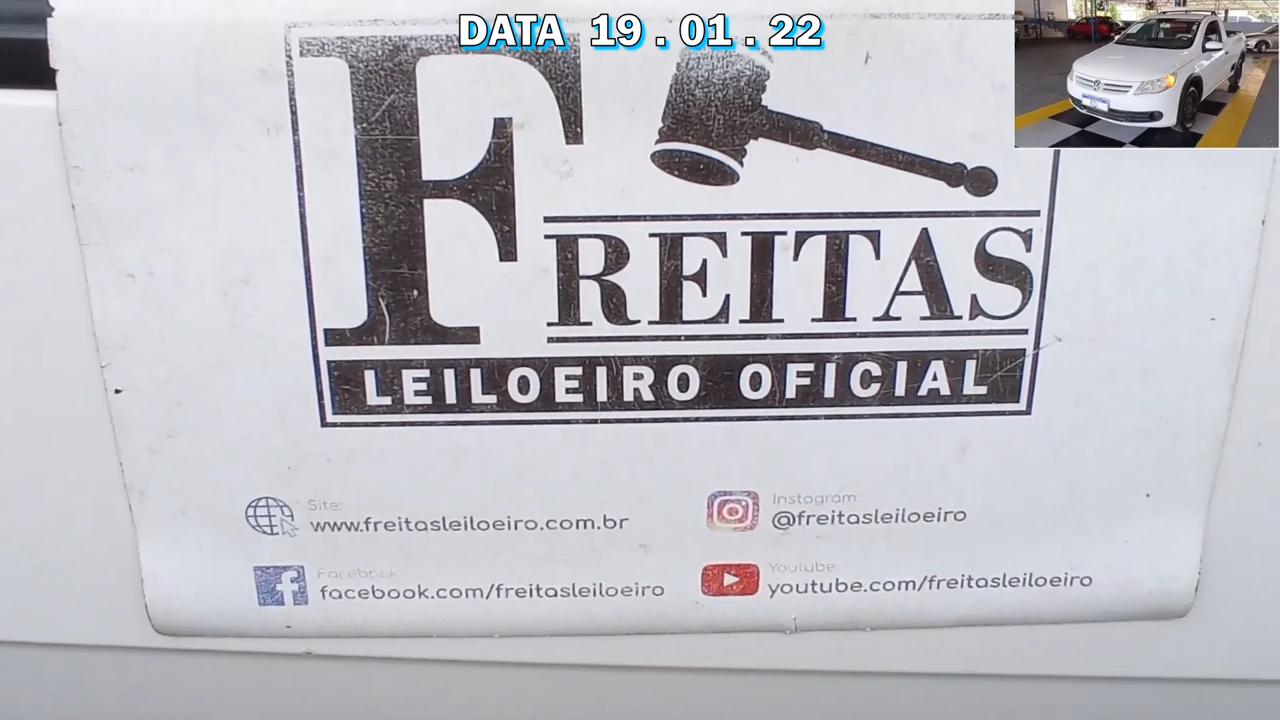 DATA 19 . 01 . 22
FREITAS
LEILOEIRO OFICIAL
Site:
www.freitasleiloeiro.com.br
Instagram:
@freitasleiloeiro
Facebook:
facebook.com/freitasleiloeiro
Youtube:
youtube.com/freitasleiloeiro